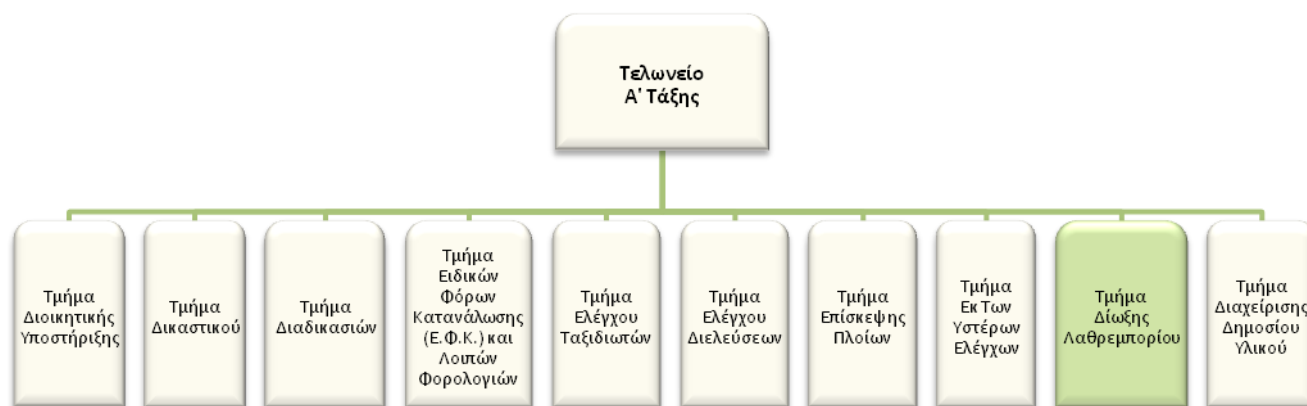 Τελωνείο
Α' Τάξης
Τμήμα
Διοικητικής
Υποστήριξης
Τμήμα
Δικαστικού
Τμήμα
Διαδικασιών
Τμήμα
Ειδικών
Φόρων
Κατανάλωσης
(Ε.Φ.Κ.) και
Λοιπών
Φορολογιών
Τμήμα
Ελέγχου
Ταξιδιωτών
Τμήμα
Ελέγχου
Διελεύσεων
Τμήμα
Επίσκεψης
Πλοίων
Τμήμα
Εκ Των
Υστέρων
Ελέγχων
Τμήμα
Δίωξης
Λαθρεμπορίου
Τμήμα
Διαχείρισης
Δημοσίου
Υλικού